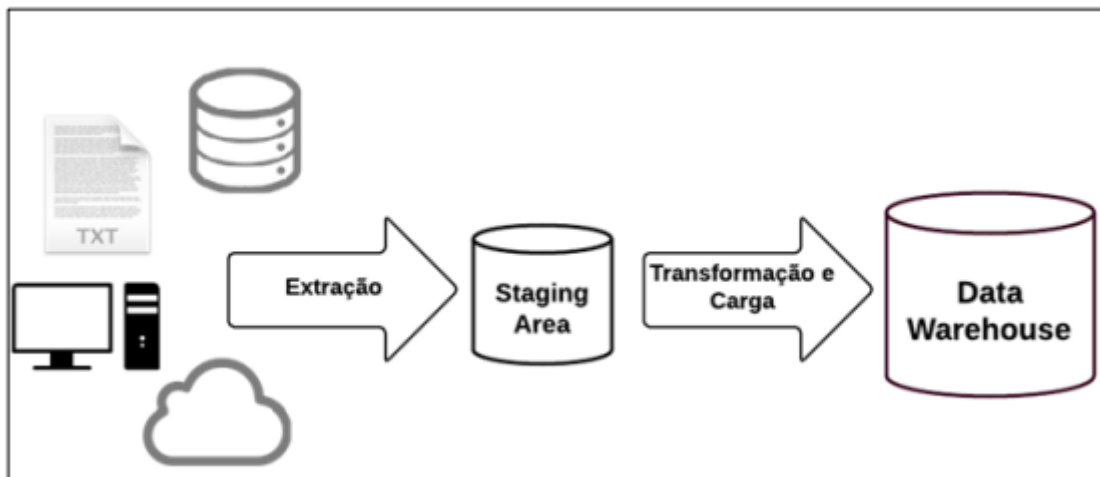 TXT
Extração
Staging
Area
Transformação e
Carga
Data
Warehouse